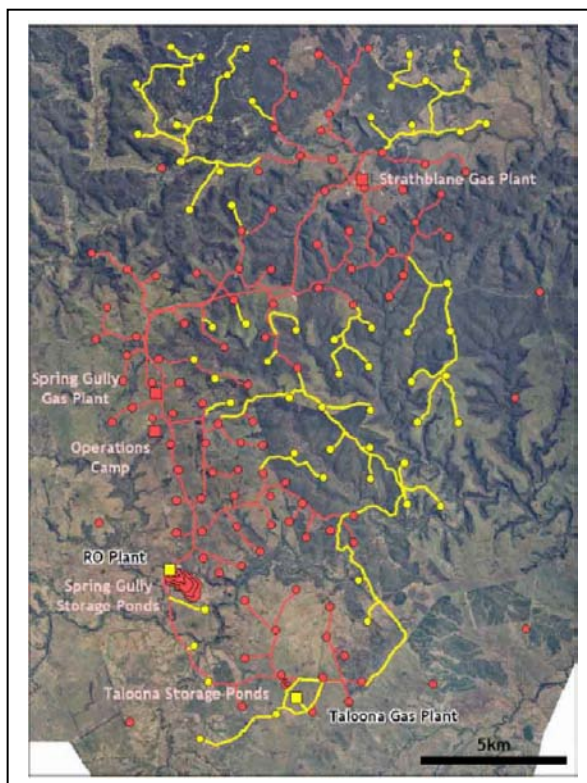 Strathblane Gas Plant
Spring Gully
Gas Plant
Operations
Camp
RO Plant
Spring Gully
Storage Ponds
Taloona Storage Ponds
Taloona Gas Plant
5km